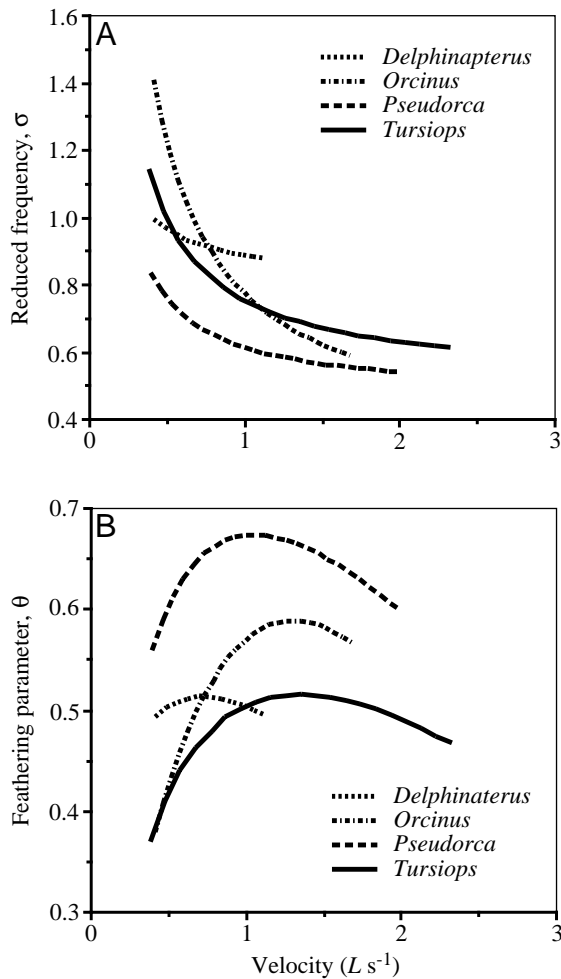 A
1.6
1.4
1.2
1.0
0.8
0.6
0.4
Reduced frequency, σ
Delphinapterus
Orcinus
Pseudorca
Tursiops
0 1 2 3
B
0.7
0.6
0.5
0.4
0.3
Feathering parameter, θ
Delphinaterus
Orcinus
Pseudorca
Tursiops
0 1 2 3
Velocity (L s-1)